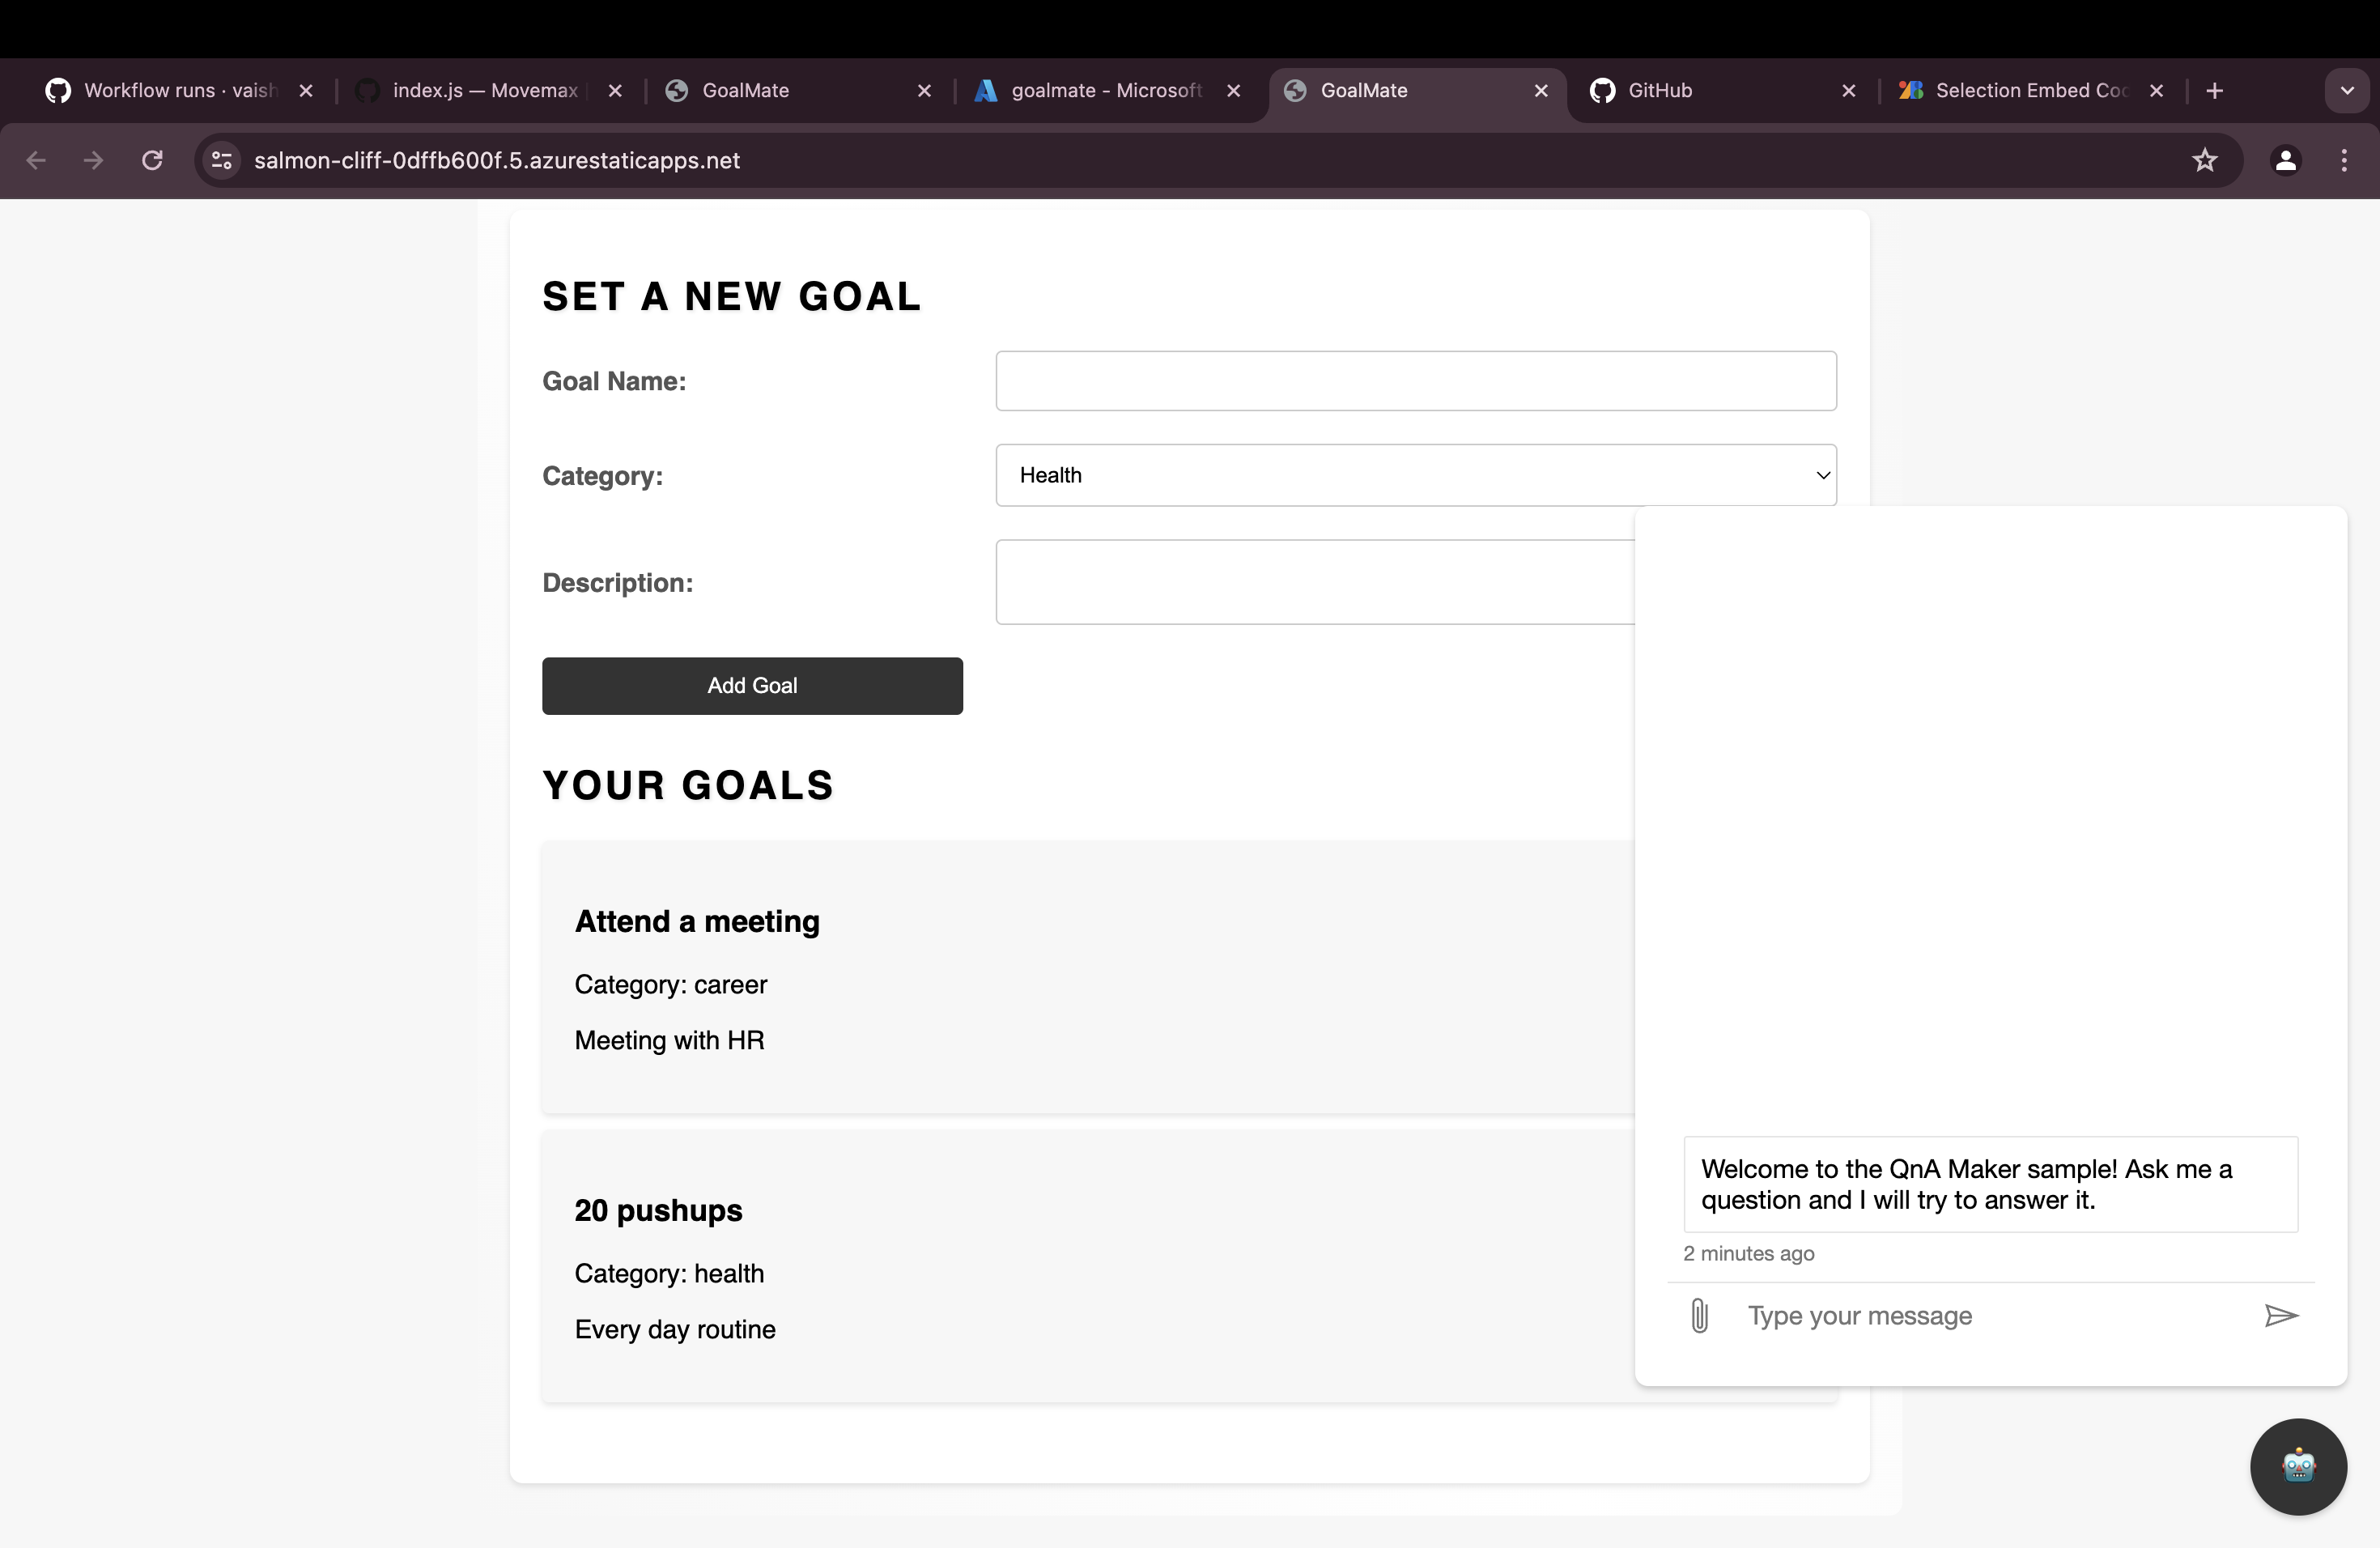 Workflow runs · vaish
index.js — Movemax
GoalMate
goalmate - Microsoft
GoalMate
GitHub
Selection Embed Coc
salmon-cliff-0dffb600f.5.azurestaticapps.net
SET A NEW GOAL
Goal Name:
Category:
Health
Description:
Add Goal
YOUR GOALS
Attend a meeting
Category: career
Meeting with HR
20 pushups
Category: health
Every day routine
Welcome to the QnA Maker sample! Ask me a
question and I will try to answer it.
2 minutes ago
Type your message